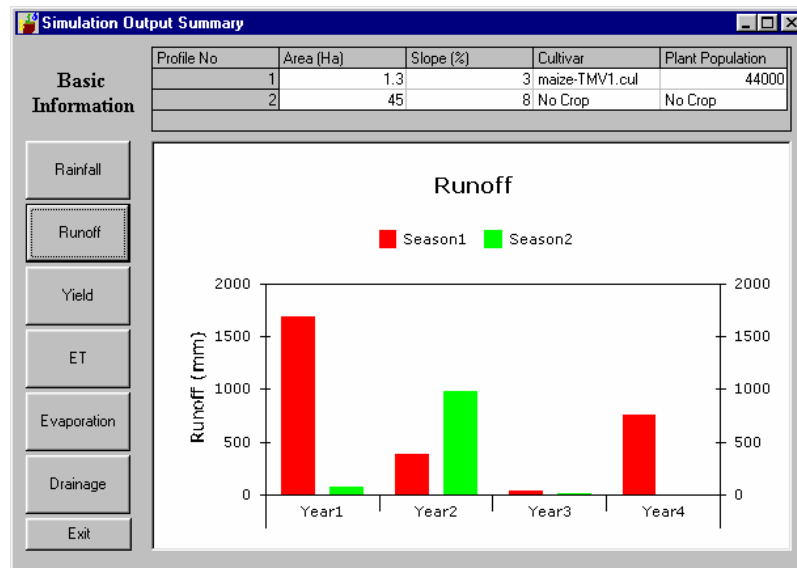 Simulation Output Summary
Basic
Information
Profile No Area (Ha) Slope (%) Cultivar Plant Population
1 1.3 3 maize-TMV1.cul 44000
2 45 8 No Crop No Crop
Rainfall
Runoff
Yield
ET
Evaporation
Drainage
Exit
Runoff
Season1 Season2
Runoff (mm)
2000 2000
1500 1500
1000 1000
500 500
0 0
Year1 Year2 Year3 Year4